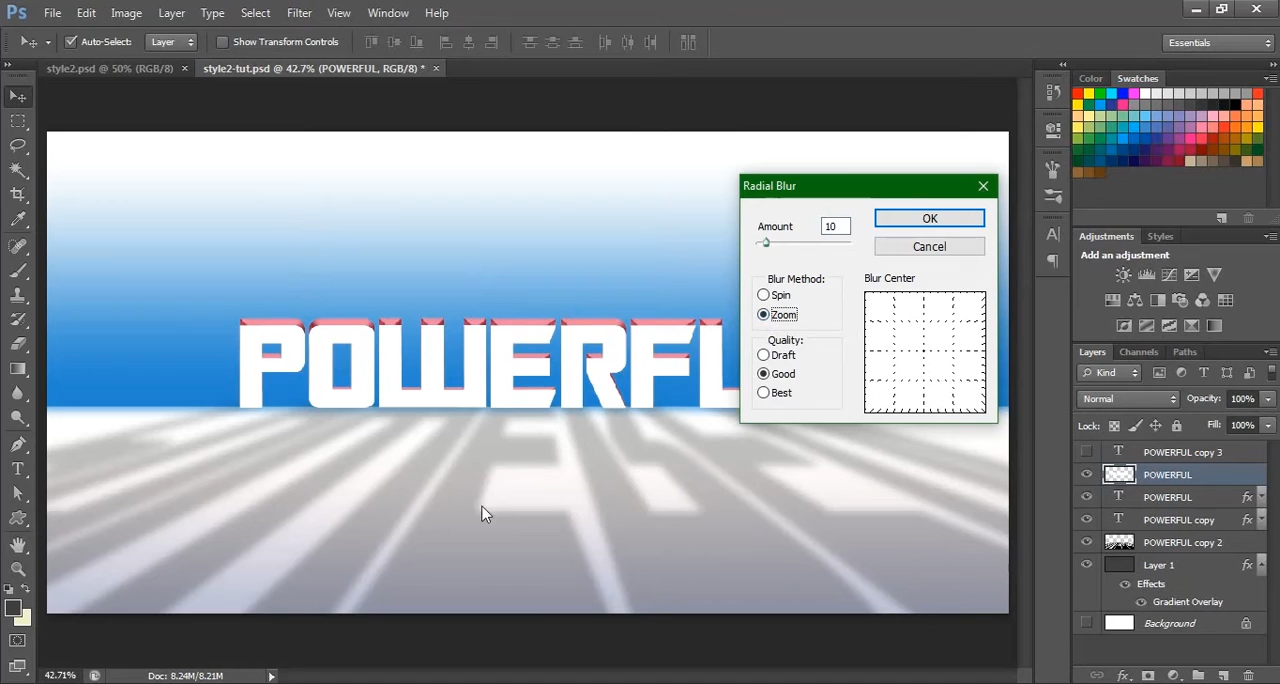 Ps File Edit Image Layer Type Select Filter View Window Help
Auto-Select: Layer Show Transform Controls Essentials
style2.psd @ 50% (RGB/8) × style2-tut.psd @ 42.7% (POWERFUL, RGB/8) * ×
Color Swatches
Radial Blur
Amount 10 OK
Cancel
Blur Method: Blur Center
Spin
Zoom
Quality:
Draft
Good
Best
POWERFU
Adjustments Styles
Add an adjustment
Layers Channels Paths
Kind
Normal Opacity: 100%
Lock: Fill: 100%
POWERFUL copy 3
POWERFUL
POWERFUL fx
POWERFUL copy fx
POWERFUL copy 2
Layer 1 fx
Effects
Gradient Overlay
Background
42.71% Doc: 8.24M/8.21M